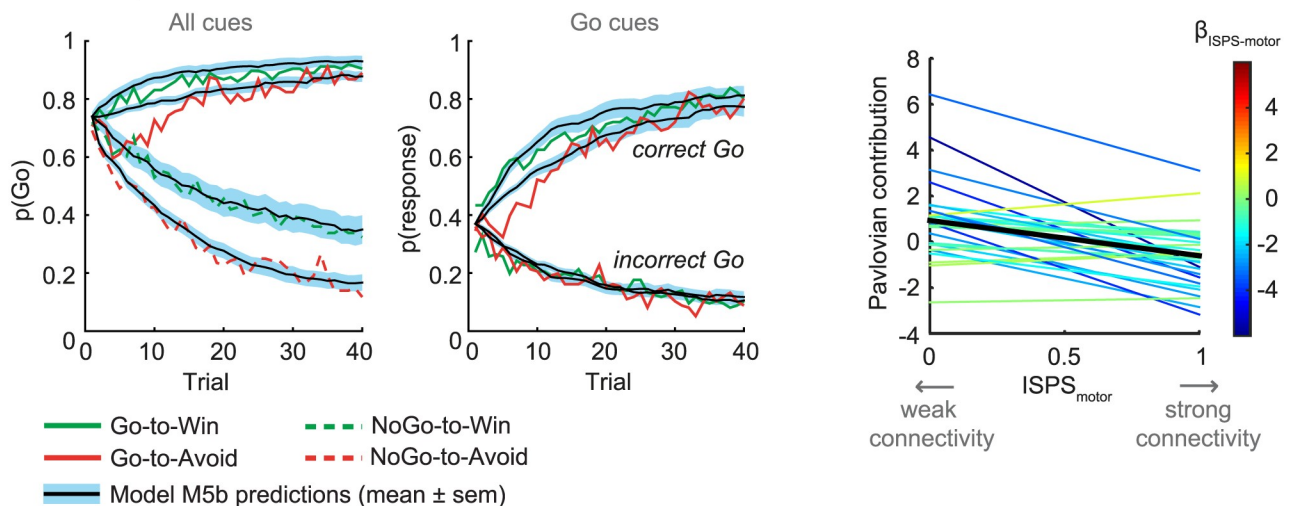 All cues
1
0.8
0.6
0.4
0.2
0
p(Go)
0 10 20 30 40
Trial
Go cues
1
0.8
0.6
0.4
0.2
0
p(response)
correct Go
incorrect Go
0 10 20 30 40
Trial
Go-to-Win
NoGo-to-Win
Go-to-Avoid
NoGo-to-Avoid
Model M5b predictions (mean ± sem)
8
6
4
2
0
-2
-4
Pavlovian contribution
0 0.5 1
ISPSmotor
weak
connectivity
strong
connectivity
βISPS-motor
4
2
0
-2
-4